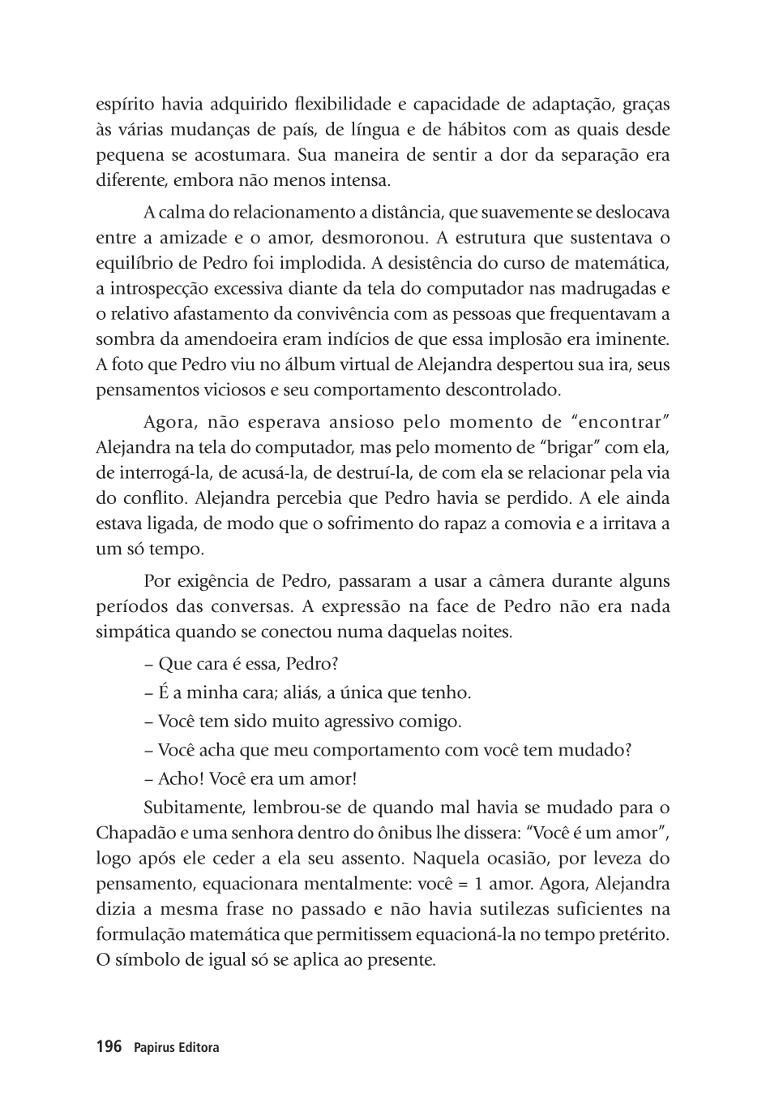 espírito havia adquirido flexibilidade e capacidade de adaptação, graças
às várias mudanças de país, de língua e de hábitos com as quais desde
pequena se acostumara. Sua maneira de sentir a dor da separação era
diferente, embora não menos intensa.
A calma do relacionamento a distância, que suavemente se deslocava
entre a amizade e o amor, desmoronou. A estrutura que sustentava o
equilíbrio de Pedro foi implodida. A desistência do curso de matemática,
a introspecção excessiva diante da tela do computador nas madrugadas e
o relativo afastamento da convivência com as pessoas que frequentavam a
sombra da amendoeira eram indícios de que essa implosão era iminente.
A foto que Pedro viu no álbum virtual de Alejandra despertou sua ira, seus
pensamentos viciosos e seu comportamento descontrolado.
Agora, não esperava ansioso pelo momento de “encontrar”
Alejandra na tela do computador, mas pelo momento de “brigar” com ela,
de interrogá-la, de acusá-la, de destruí-la, de com ela se relacionar pela via
do conflito. Alejandra percebia que Pedro havia se perdido. A ele ainda
estava ligada, de modo que o sofrimento do rapaz a comovia e a irritava a
um só tempo.
Por exigência de Pedro, passaram a usar a câmera durante alguns
períodos das conversas. A expressão na face de Pedro não era nada
simpática quando se conectou numa daquelas noites.
– Que cara é essa, Pedro?
– É a minha cara; aliás, a única que tenho.
– Você tem sido muito agressivo comigo.
– Você acha que meu comportamento com você tem mudado?
– Acho! Você era um amor!
Subitamente, lembrou-se de quando mal havia se mudado para o
Chapadão e uma senhora dentro do ônibus lhe dissera: “Você é um amor”,
logo após ele ceder a ela seu assento. Naquela ocasião, por leveza do
pensamento, equacionara mentalmente: você = 1 amor. Agora, Alejandra
dizia a mesma frase no passado e não havia sutilezas suficientes na
formulação matemática que permitissem equacioná-la no tempo pretérito.
O símbolo de igual só se aplica ao presente.
196 Papirus Editora